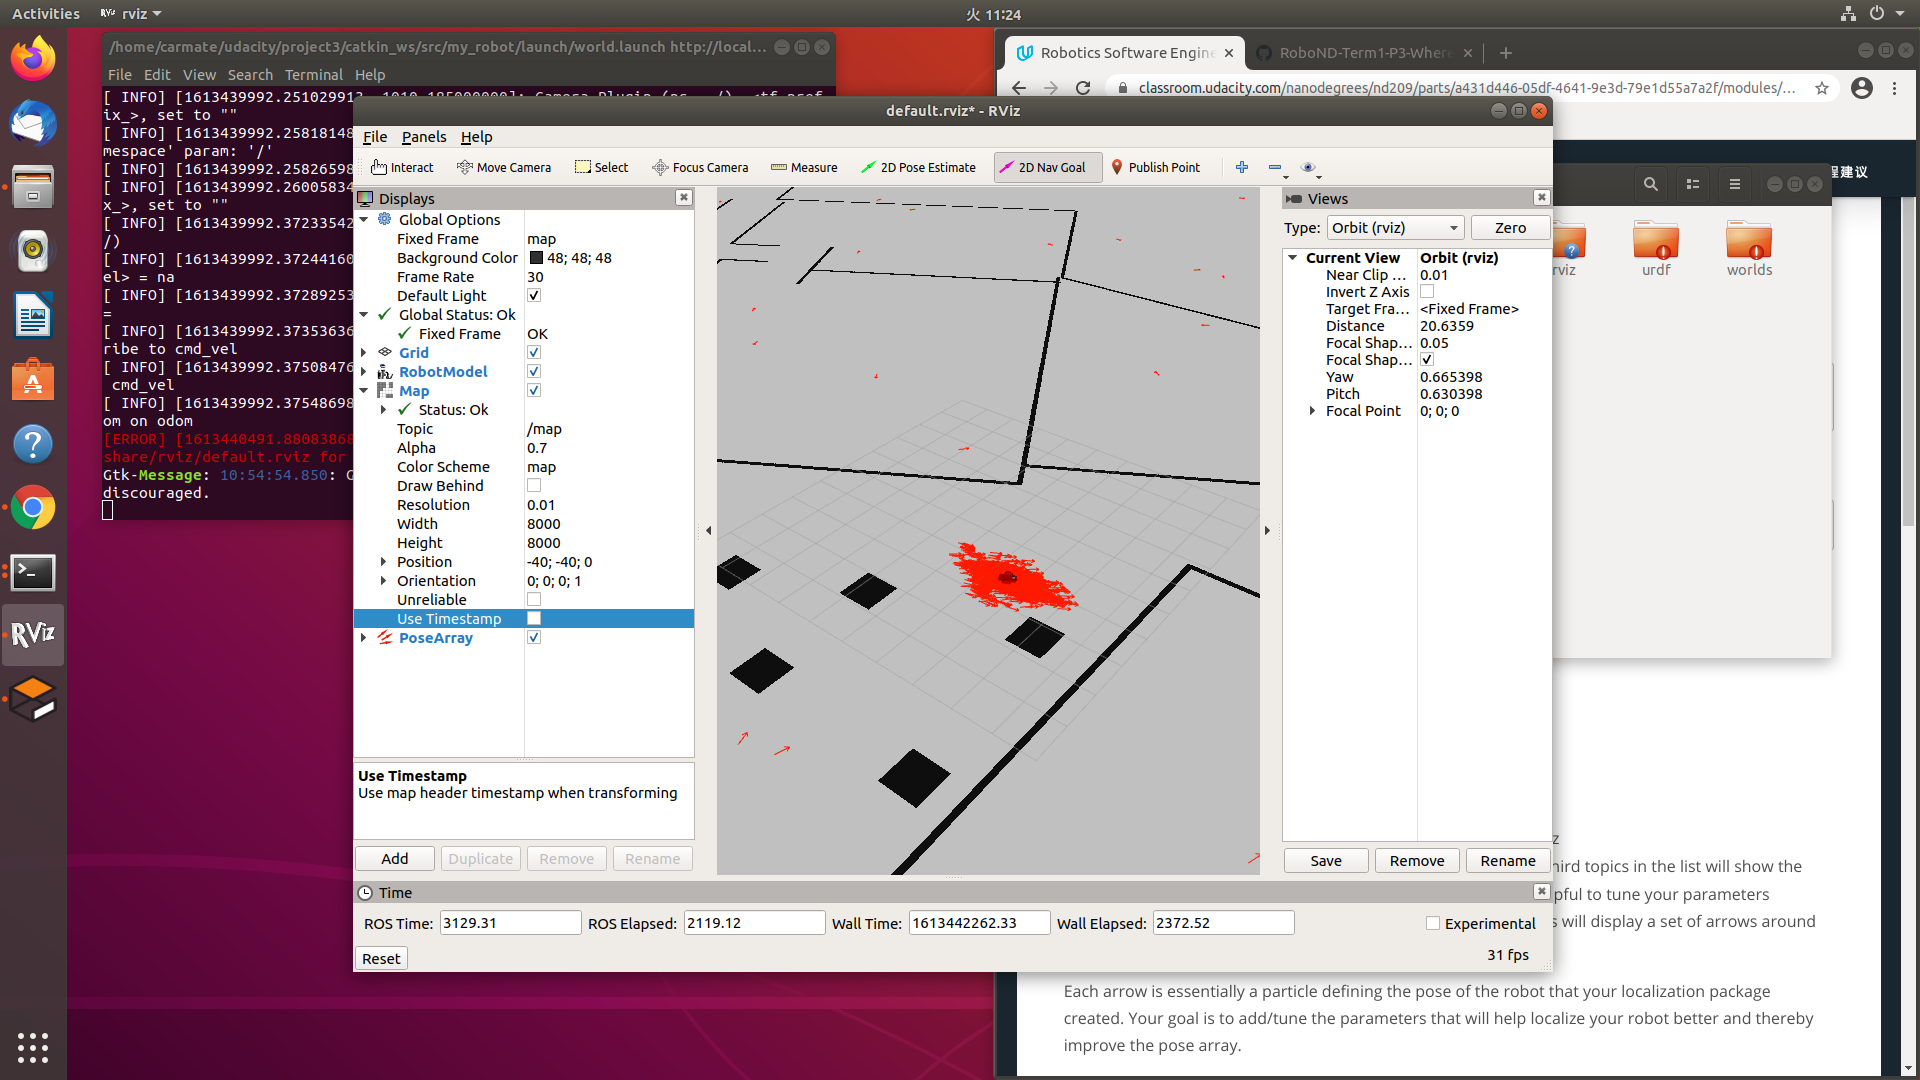 Activities
rviz
火 11:24
/home/carmate/udacity/project3/catkin_ws/src/my_robot/launch/world.launch http://local...
File Edit View Search Terminal Help
[ INFO] [1613439992.251029913, 1010.185000000]: Camera Plugin (ns = /) <tf_pref
ix_>, set to ""
[ INFO] [1613439992.25818148
mespace' param: '/'
[ INFO] [1613439992.25826598
[ INFO] [1613439992.26005834
x_>, set to ""
[ INFO] [1613439992.37233542
/)
[ INFO] [1613439992.37244160
el> = na
[ INFO] [1613439992.37289253
=
[ INFO] [1613439992.37353636
ribe to cmd_vel
[ INFO] [1613439992.37508476
cmd_vel
[ INFO] [1613439992.37548698
om on odom
[ERROR] [1613440491.88083868
share/rviz/default.rviz for
Gtk-Message: 10:54:54.850: G
discouraged.
Robotics Software Engine
RoboND-Term1-P3-Where
classroom.udacity.com/nanodegrees/nd209/parts/a431d446-05df-4641-9e3d-79e1d55a7a2f/modules/...
程建议
rviz
urdf
worlds
default.rviz* - RViz
File Panels Help
Interact
Move Camera
Select
Focus Camera
Measure
2D Pose Estimate
2D Nav Goal
Publish Point
Displays
Global Options
Fixed Frame map
Background Color 48; 48; 48
Frame Rate 30
Default Light
Global Status: Ok
Fixed Frame OK
Grid
RobotModel
Map
Status: Ok
Topic /map
Alpha 0.7
Color Scheme map
Draw Behind
Resolution 0.01
Width 8000
Height 8000
Position -40; -40; 0
Orientation 0; 0; 0; 1
Unreliable
Use Timestamp
PoseArray
Use Timestamp
Use map header timestamp when transforming
Add
Duplicate
Remove
Rename
Views
Type: Orbit (rviz) Zero
Current View Orbit (rviz)
Near Clip ... 0.01
Invert Z Axis
Target Fra... <Fixed Frame>
Distance 20.6359
Focal Shap... 0.05
Focal Shap...
Yaw 0.665398
Pitch 0.630398
Focal Point 0; 0; 0
Save
Remove
Rename
Time
ROS Time: 3129.31 ROS Elapsed: 2119.12 Wall Time: 1613442262.33 Wall Elapsed: 2372.52 Experimental
Reset
31 fps
RViz
z
hird topics in the list will show the
pful to tune your parameters
s will display a set of arrows around
Each arrow is essentially a particle defining the pose of the robot that your localization package
created. Your goal is to add/tune the parameters that will help localize your robot better and thereby
improve the pose array.